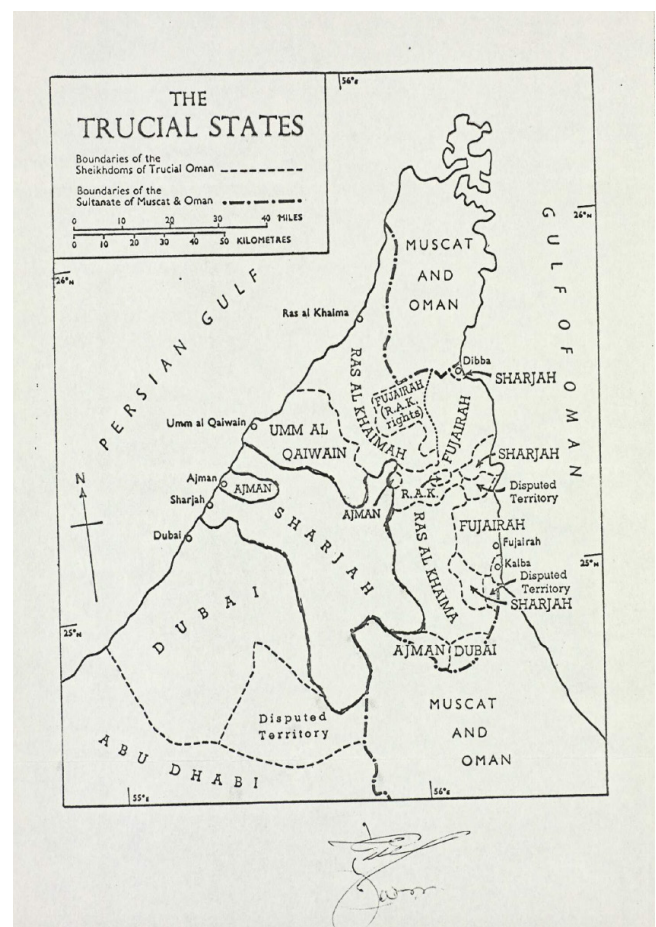 THE
TRUCIAL STATES
Boundaries of the
Sheikhdoms of Trucial Oman
Boundaries of the
Sultanate of Muscat & Oman
0 10 20 30 40 MILES
0 10 20 30 40 50 KILOMETRES
56°E
26°N
26°N
PERSIAN GULF
GULF OF OMAN
MUSCAT
AND
OMAN
Ras al Khaima
Dibba
SHARJAH
RAS AL KHAIMAH
FUJAIRAH
(R.A.K.
rights)
FUJAIRAH
Umm al Qaiwain
UMM AL
QAIWAIN
SHARJAH
N
Ajman
AJMAN
Sharjah
AJMAN
R.A.K.
Disputed
Territory
SHARJAH
Dubai
FUJAIRAH
Fujairah
RAS AL KHAIMA
Kalba
25°N
Disputed
Territory
SHARJAH
DUBAI
25°N
AJMAN
DUBAI
Disputed
Territory
MUSCAT
AND
OMAN
ABU DHABI
55°E
56°E